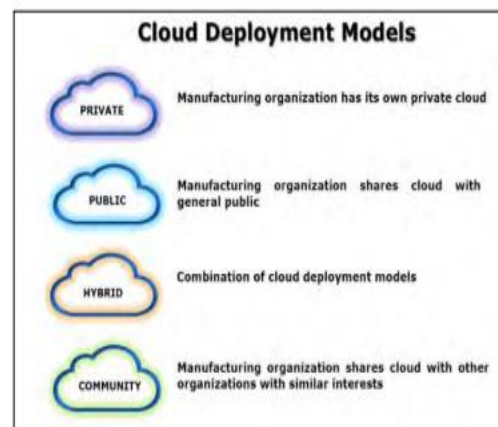 Cloud Deployment Models
PRIVATE
Manufacturing organization has its own private cloud
PUBLIC
Manufacturing organization shares cloud with
general public
HYBRID
Combination of cloud deployment models
COMMUNITY
Manufacturing organization shares cloud with other
organizations with similar interests